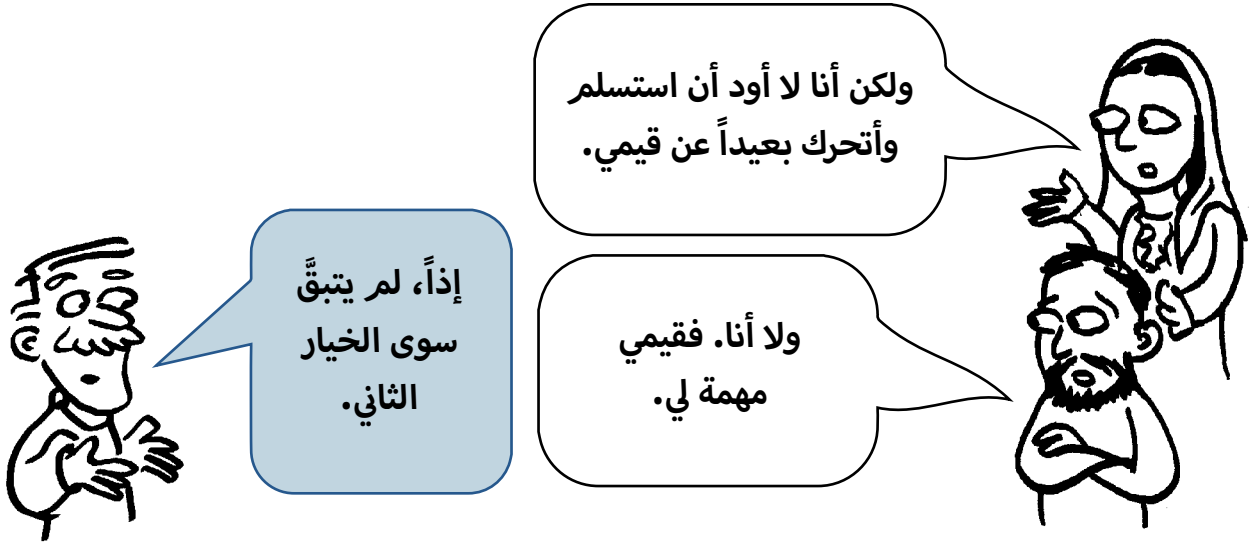 ولكن أنا لا أود أن استسلم
وأتحرك بعيداً عن قيمي.
ولا أنا. فقيمي
مهمة لي.
إذاً، لم يتبقَّ
سوى الخيار
الثاني.